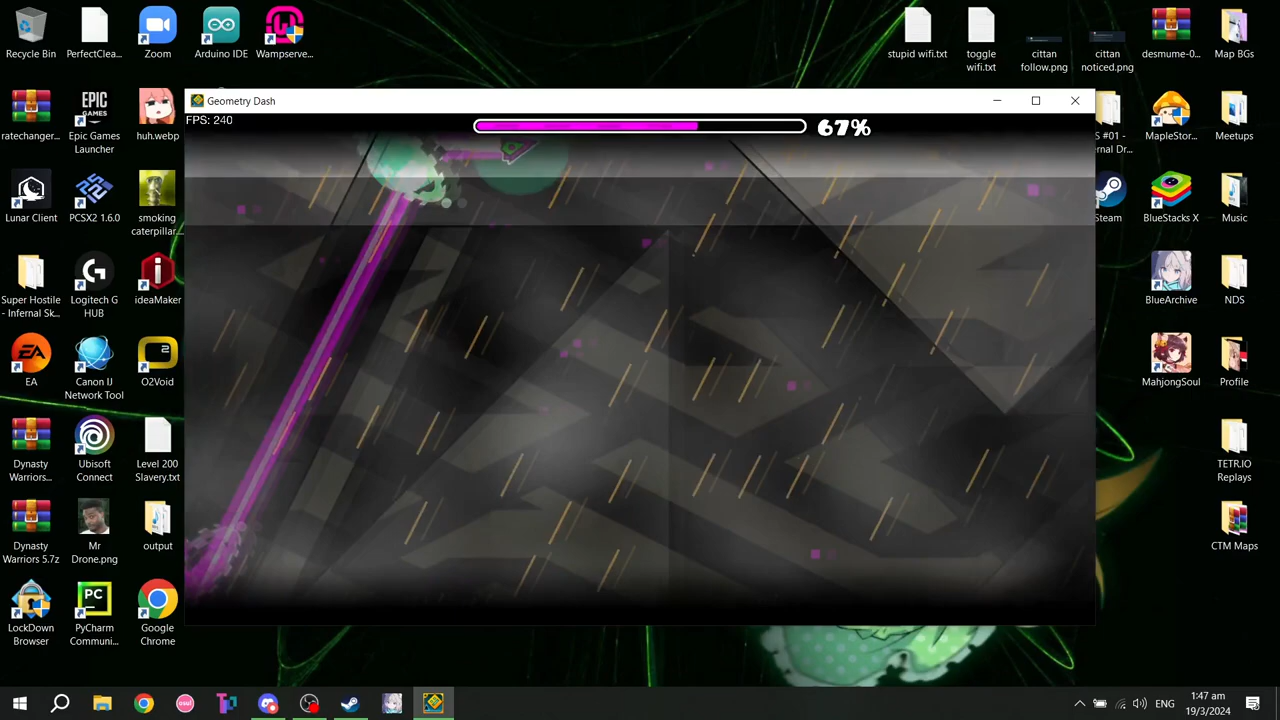 Recycle Bin
PerfectClea...
Zoom
Arduino IDE
Wampserve...
stupid wifi.txt
toggle
wifi.txt
cittan
follow.png
cittan
noticed.png
desmume-0...
Map BGs
Geometry Dash
FPS: 240
67%
ratechanger...
Epic Games
Launcher
huh.webp
MapleStor...
Meetups
Lunar Client
PCSX2 1.6.0
smoking
caterpillar...
Steam
BlueStacks X
Music
Super Hostile
- Infernal Sk...
Logitech G
HUB
ideaMaker
BlueArchive
NDS
EA
Canon IJ
Network Tool
O2Void
MahjongSoul
Profile
Dynasty
Warriors...
Ubisoft
Connect
Level 200
Slavery.txt
TETR.IO
Replays
Dynasty
Warriors 5.7z
Mr
Drone.png
output
CTM Maps
LockDown
Browser
PyCharm
Communi...
Google
Chrome
ENG
1:47 am
19/3/2024